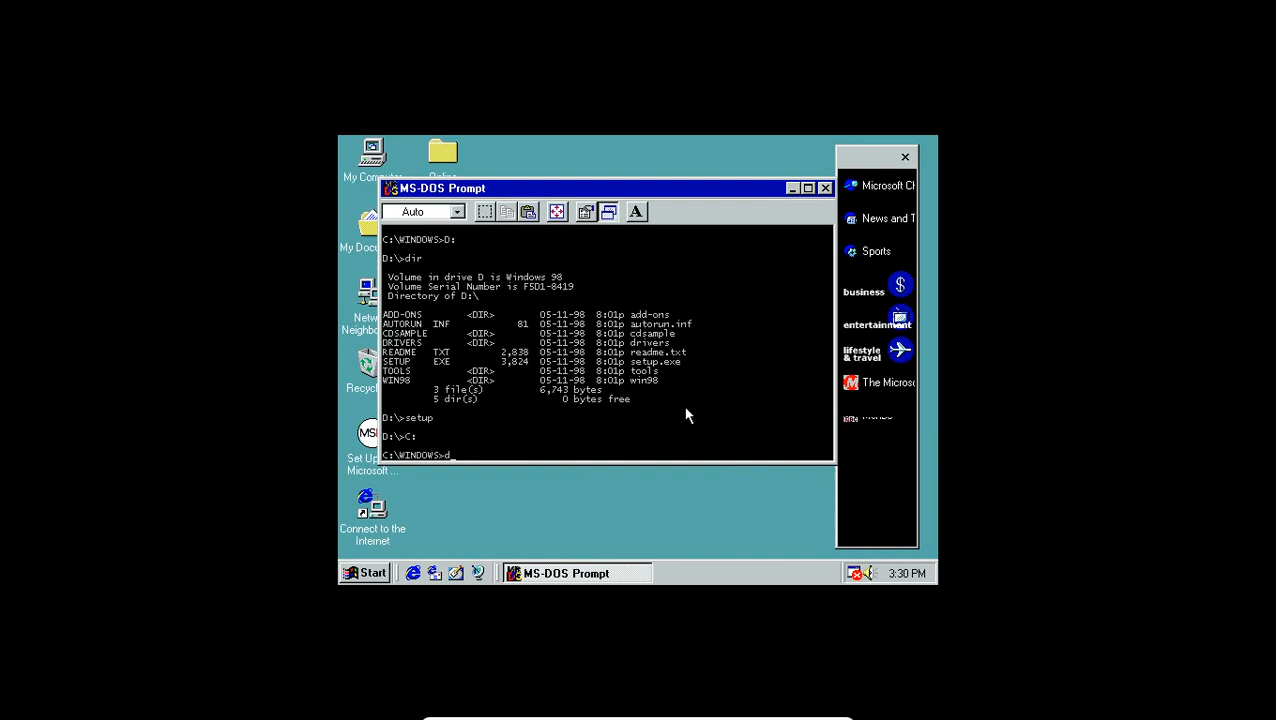 My Computer
MS-DOS Prompt
Auto
A
C:\WINDOWS>D:
D:\>dir
Volume in drive D is Windows 98
Volume Serial Number is F5D1-8419
Directory of D:\
ADD-ONS <DIR> 05-11-98 8:01p add-ons
AUTORUN INF 81 05-11-98 8:01p autorun.inf
CDSAMPLE <DIR> 05-11-98 8:01p cdsample
DRIVERS <DIR> 05-11-98 8:01p drivers
README TXT 2,838 05-11-98 8:01p readme.txt
SETUP EXE 3,824 05-11-98 8:01p setup.exe
TOOLS <DIR> 05-11-98 8:01p tools
WIN98 <DIR> 05-11-98 8:01p win98
3 file(s) 6,743 bytes
5 dir(s) 0 bytes free
D:\>setup
D:\>C:
C:\WINDOWS>d_
My Docu
Netw
Neighbo
Recyc
MS
Set Up
Microsoft ...
Connect to the
Internet
Microsoft Ch
News and T
Sports
business
$
entertainment
lifestyle
& travel
The Microso
Start
MS-DOS Prompt
3:30 PM